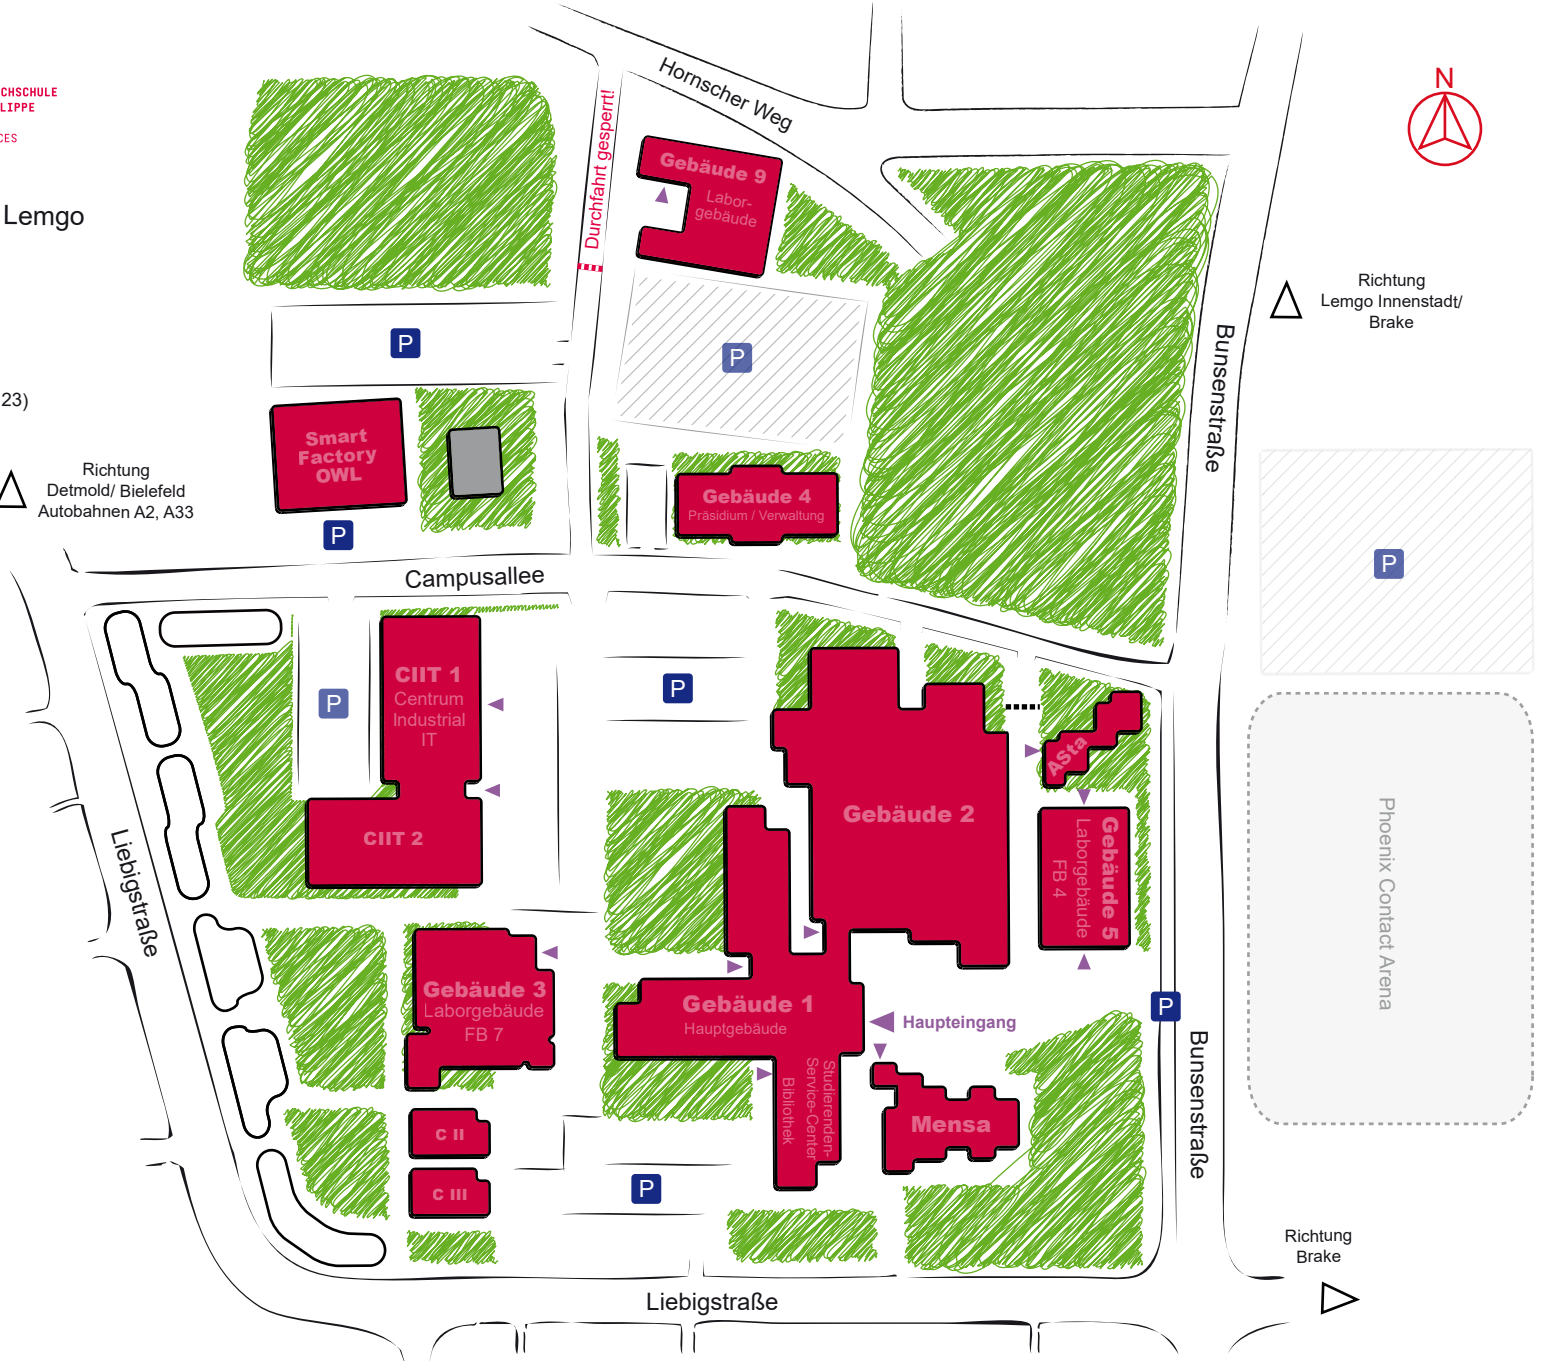 CHSCHULE
LIPPE
CES
Lemgo
23)
N
Hornscher Weg
Durchfahrt gesperrt!
Gebäude 9
Labor-
gebäude
Richtung
Lemgo Innenstadt/
Brake
P
P
Bunsenstraße
Smart
Factory
OWL
Richtung
Detmold/ Bielefeld
Autobahnen A2, A33
P
Gebäude 4
Präsidium / Verwaltung
P
Campusallee
CIIT 1
Centrum
Industrial
IT
P
P
ASta
CIIT 2
Gebäude 2
Gebäude 5
Laborgebäude
FB 4
Phoenix Contact Arena
Liebigstraße
Gebäude 3
Laborgebäude
FB 7
Gebäude 1
Hauptgebäude
Haupteingang
P
Studierenden-
Service-Center
Bibliothek
Mensa
Bunsenstraße
C II
C III
P
Richtung
Brake
Liebigstraße